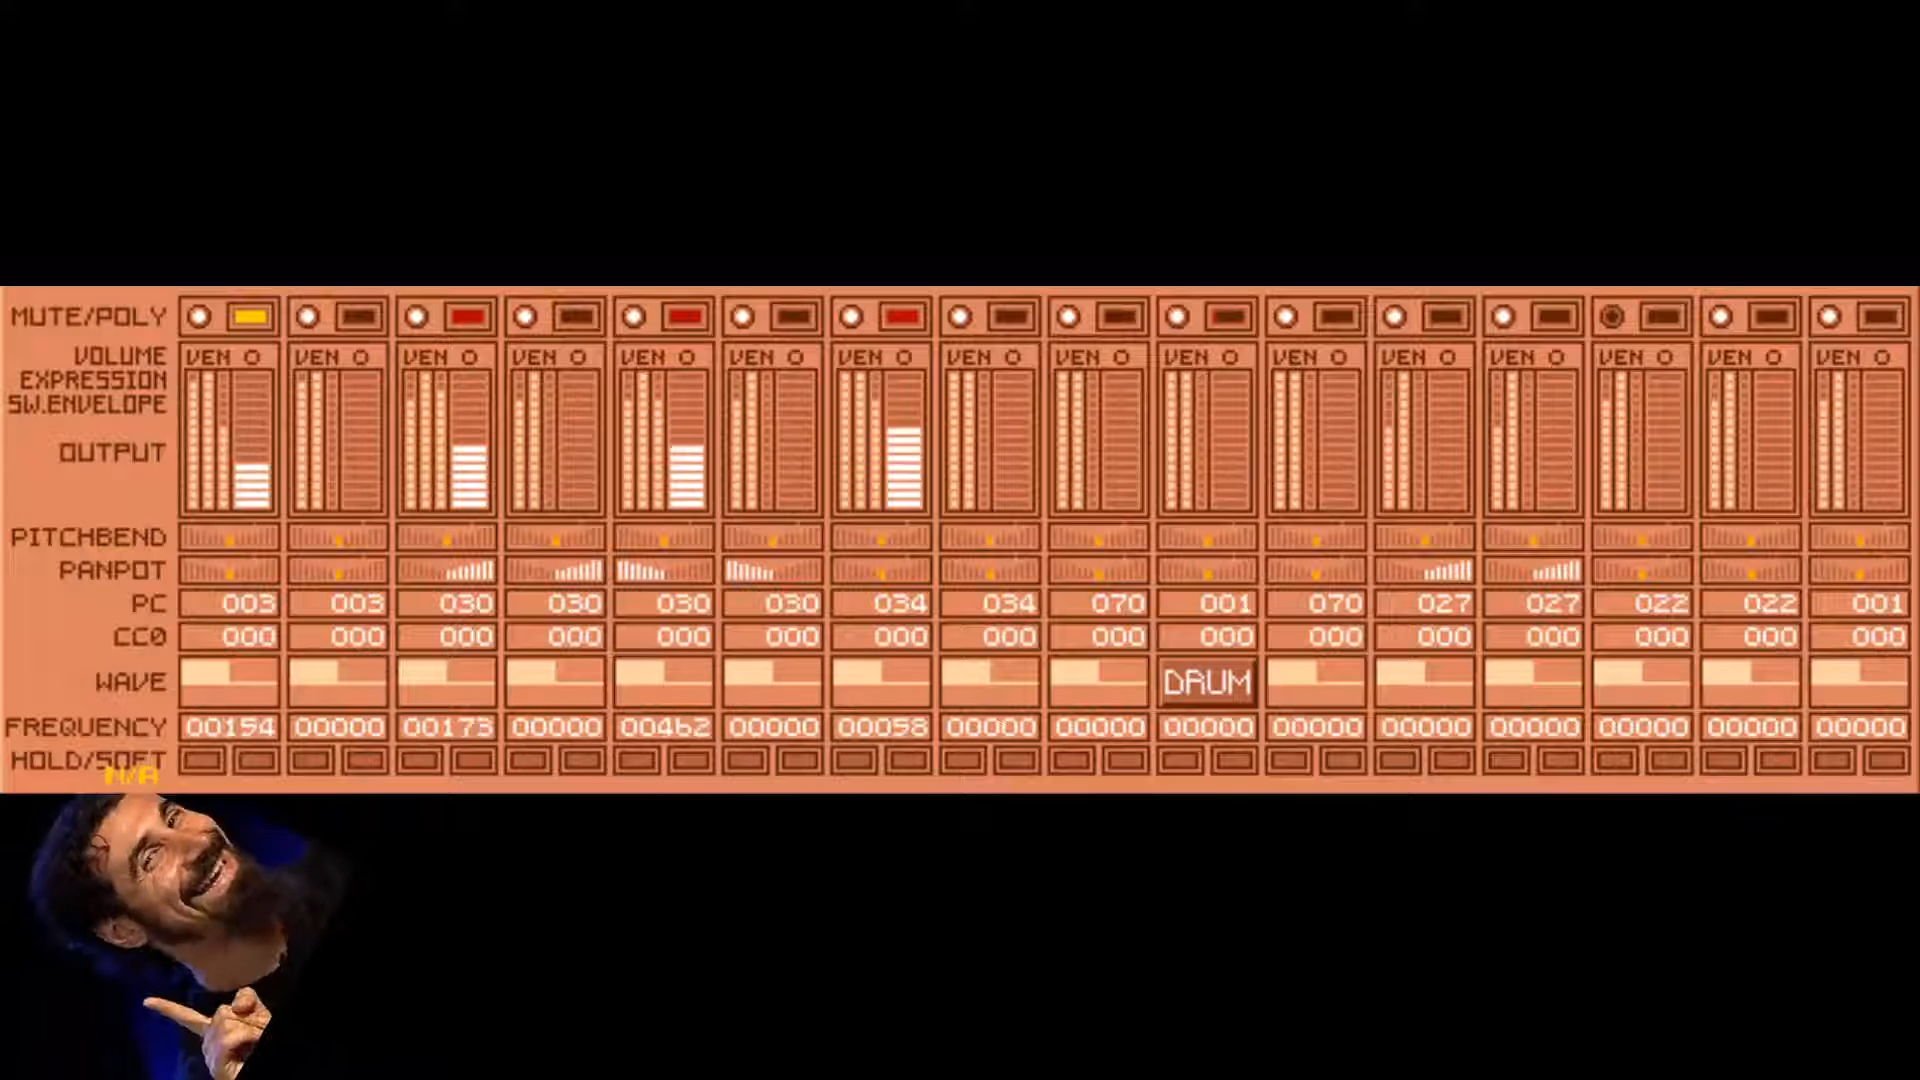 MUTE/POLY
VOLUME VEN VEN VEN VEN VEN VEN VEN VEN VEN VEN VEN VEN VEN VEN VEN VEN
EXPRESSION
SW.ENVELOPE
OUTPUT
PITCHBEND
PANPOT
PC 003 003 030 030 030 030 034 034 070 001 070 027 027 022 022 001
CC0 000 000 000 000 000 000 000 000 000 000 000 000 000 000 000 000
WAVE DRUM
FREQUENCY 00194 00000 00173 00000 00462 00000 00058 00000 00000 00000 00000 00000 00000 00000 00000 00000
HOLD/SOFT
N/A